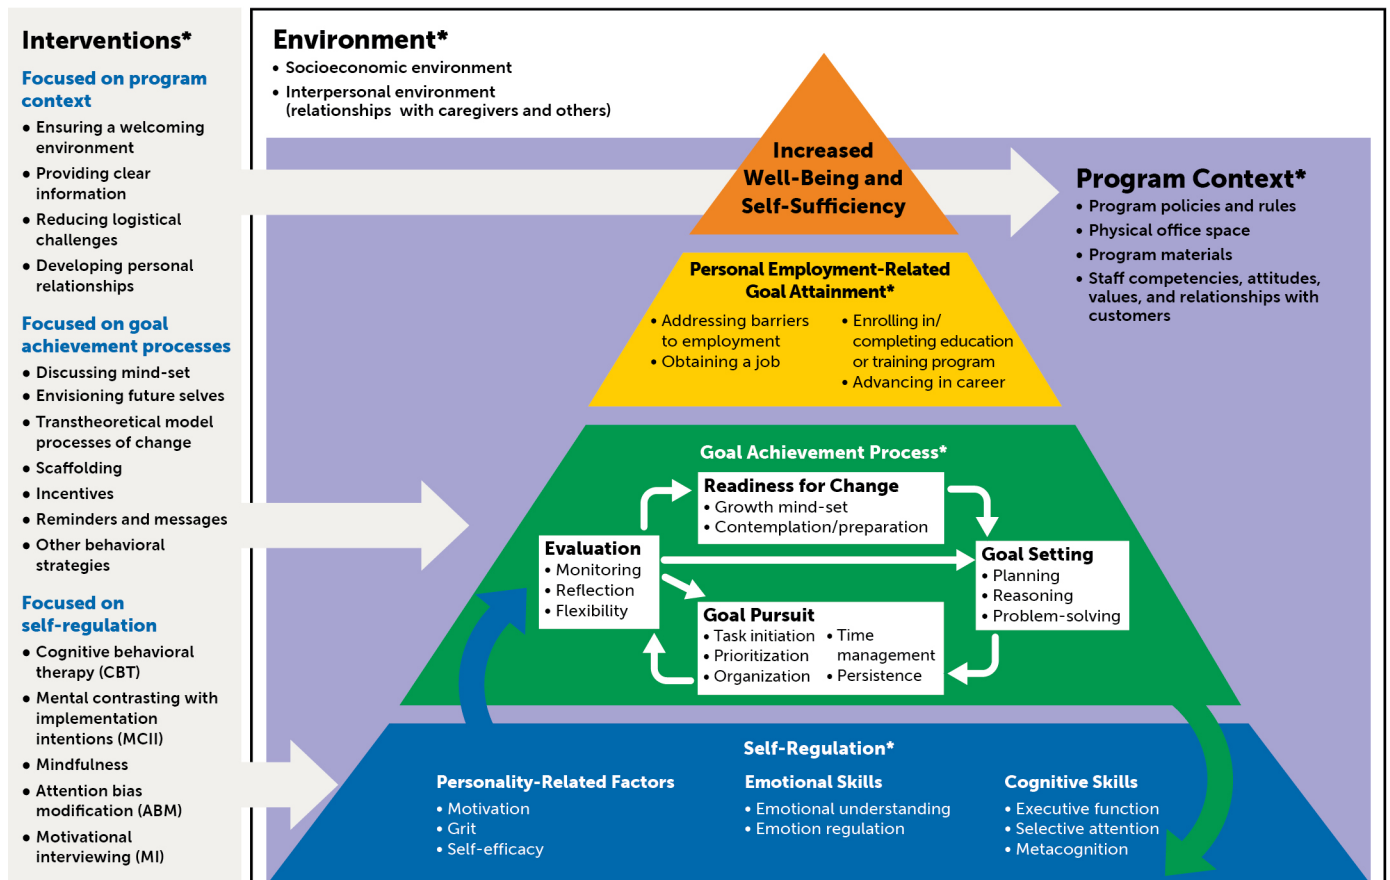 Interventions*
Focused on program
context
● Ensuring a welcoming
environment
● Providing clear
information
● Reducing logistical
challenges
● Developing personal
relationships
Focused on goal
achievement processes
● Discussing mind-set
● Envisioning future selves
● Transtheoretical model
processes of change
● Scaffolding
● Incentives
● Reminders and messages
● Other behavioral
strategies
Focused on
self-regulation
● Cognitive behavioral
therapy (CBT)
● Mental contrasting with
implementation
intentions (MCII)
● Mindfulness
● Attention bias
modification (ABM)
● Motivational
interviewing (MI)
Environment*
• Socioeconomic environment
• Interpersonal environment
(relationships with caregivers and others)
Increased
Well-Being and
Self-Sufficiency
Program Context*
• Program policies and rules
• Physical office space
• Program materials
• Staff competencies, attitudes,
values, and relationships with
customers
Personal Employment-Related
Goal Attainment*
• Addressing barriers
to employment
• Obtaining a job
• Enrolling in/
completing education
or training program
• Advancing in career
Goal Achievement Process*
Readiness for Change
• Growth mind-set
• Contemplation/preparation
Evaluation
• Monitoring
• Reflection
• Flexibility
Goal Setting
• Planning
• Reasoning
• Problem-solving
Goal Pursuit
• Task initiation
• Prioritization
• Organization
• Time
management
• Persistence
Self-Regulation*
Personality-Related Factors
• Motivation
• Grit
• Self-efficacy
Emotional Skills
• Emotional understanding
• Emotion regulation
Cognitive Skills
• Executive function
• Selective attention
• Metacognition